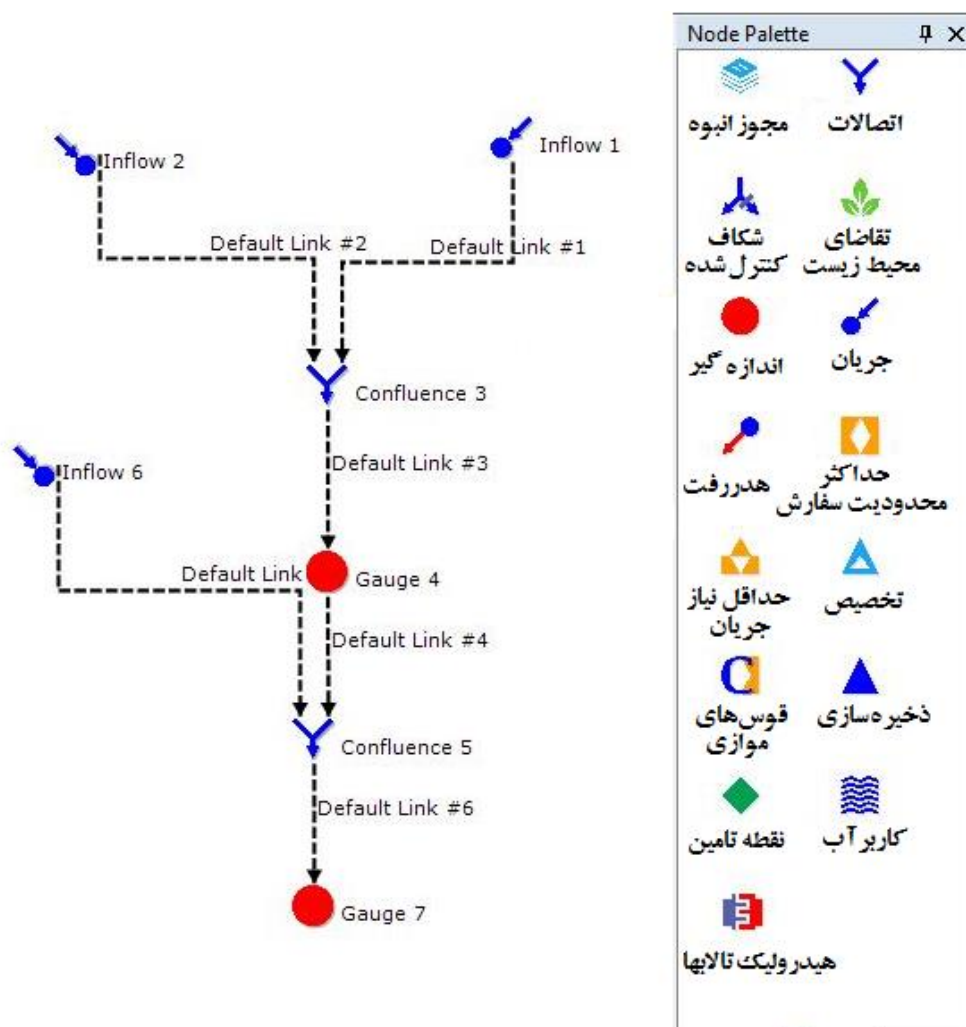 Inflow 2
Inflow 1
Default Link #2
Default Link #1
Confluence 3
Default Link #3
Inflow 6
Default Link
Gauge 4
Default Link #4
Confluence 5
Default Link #6
Gauge 7
Node Palette
مجوز انبوه
اتصالات
شکاف
کنترل شده
تقاضای
محیط زیست
اندازه گیر
جریان
هدررفت
حداکثر
محدودیت سفارش
حداقل نیاز
جریان
تخصیص
قوس‌های
موازی
ذخیره‌سازی
نقطه تامین
کاربر آب
هیدرولیک تالابها